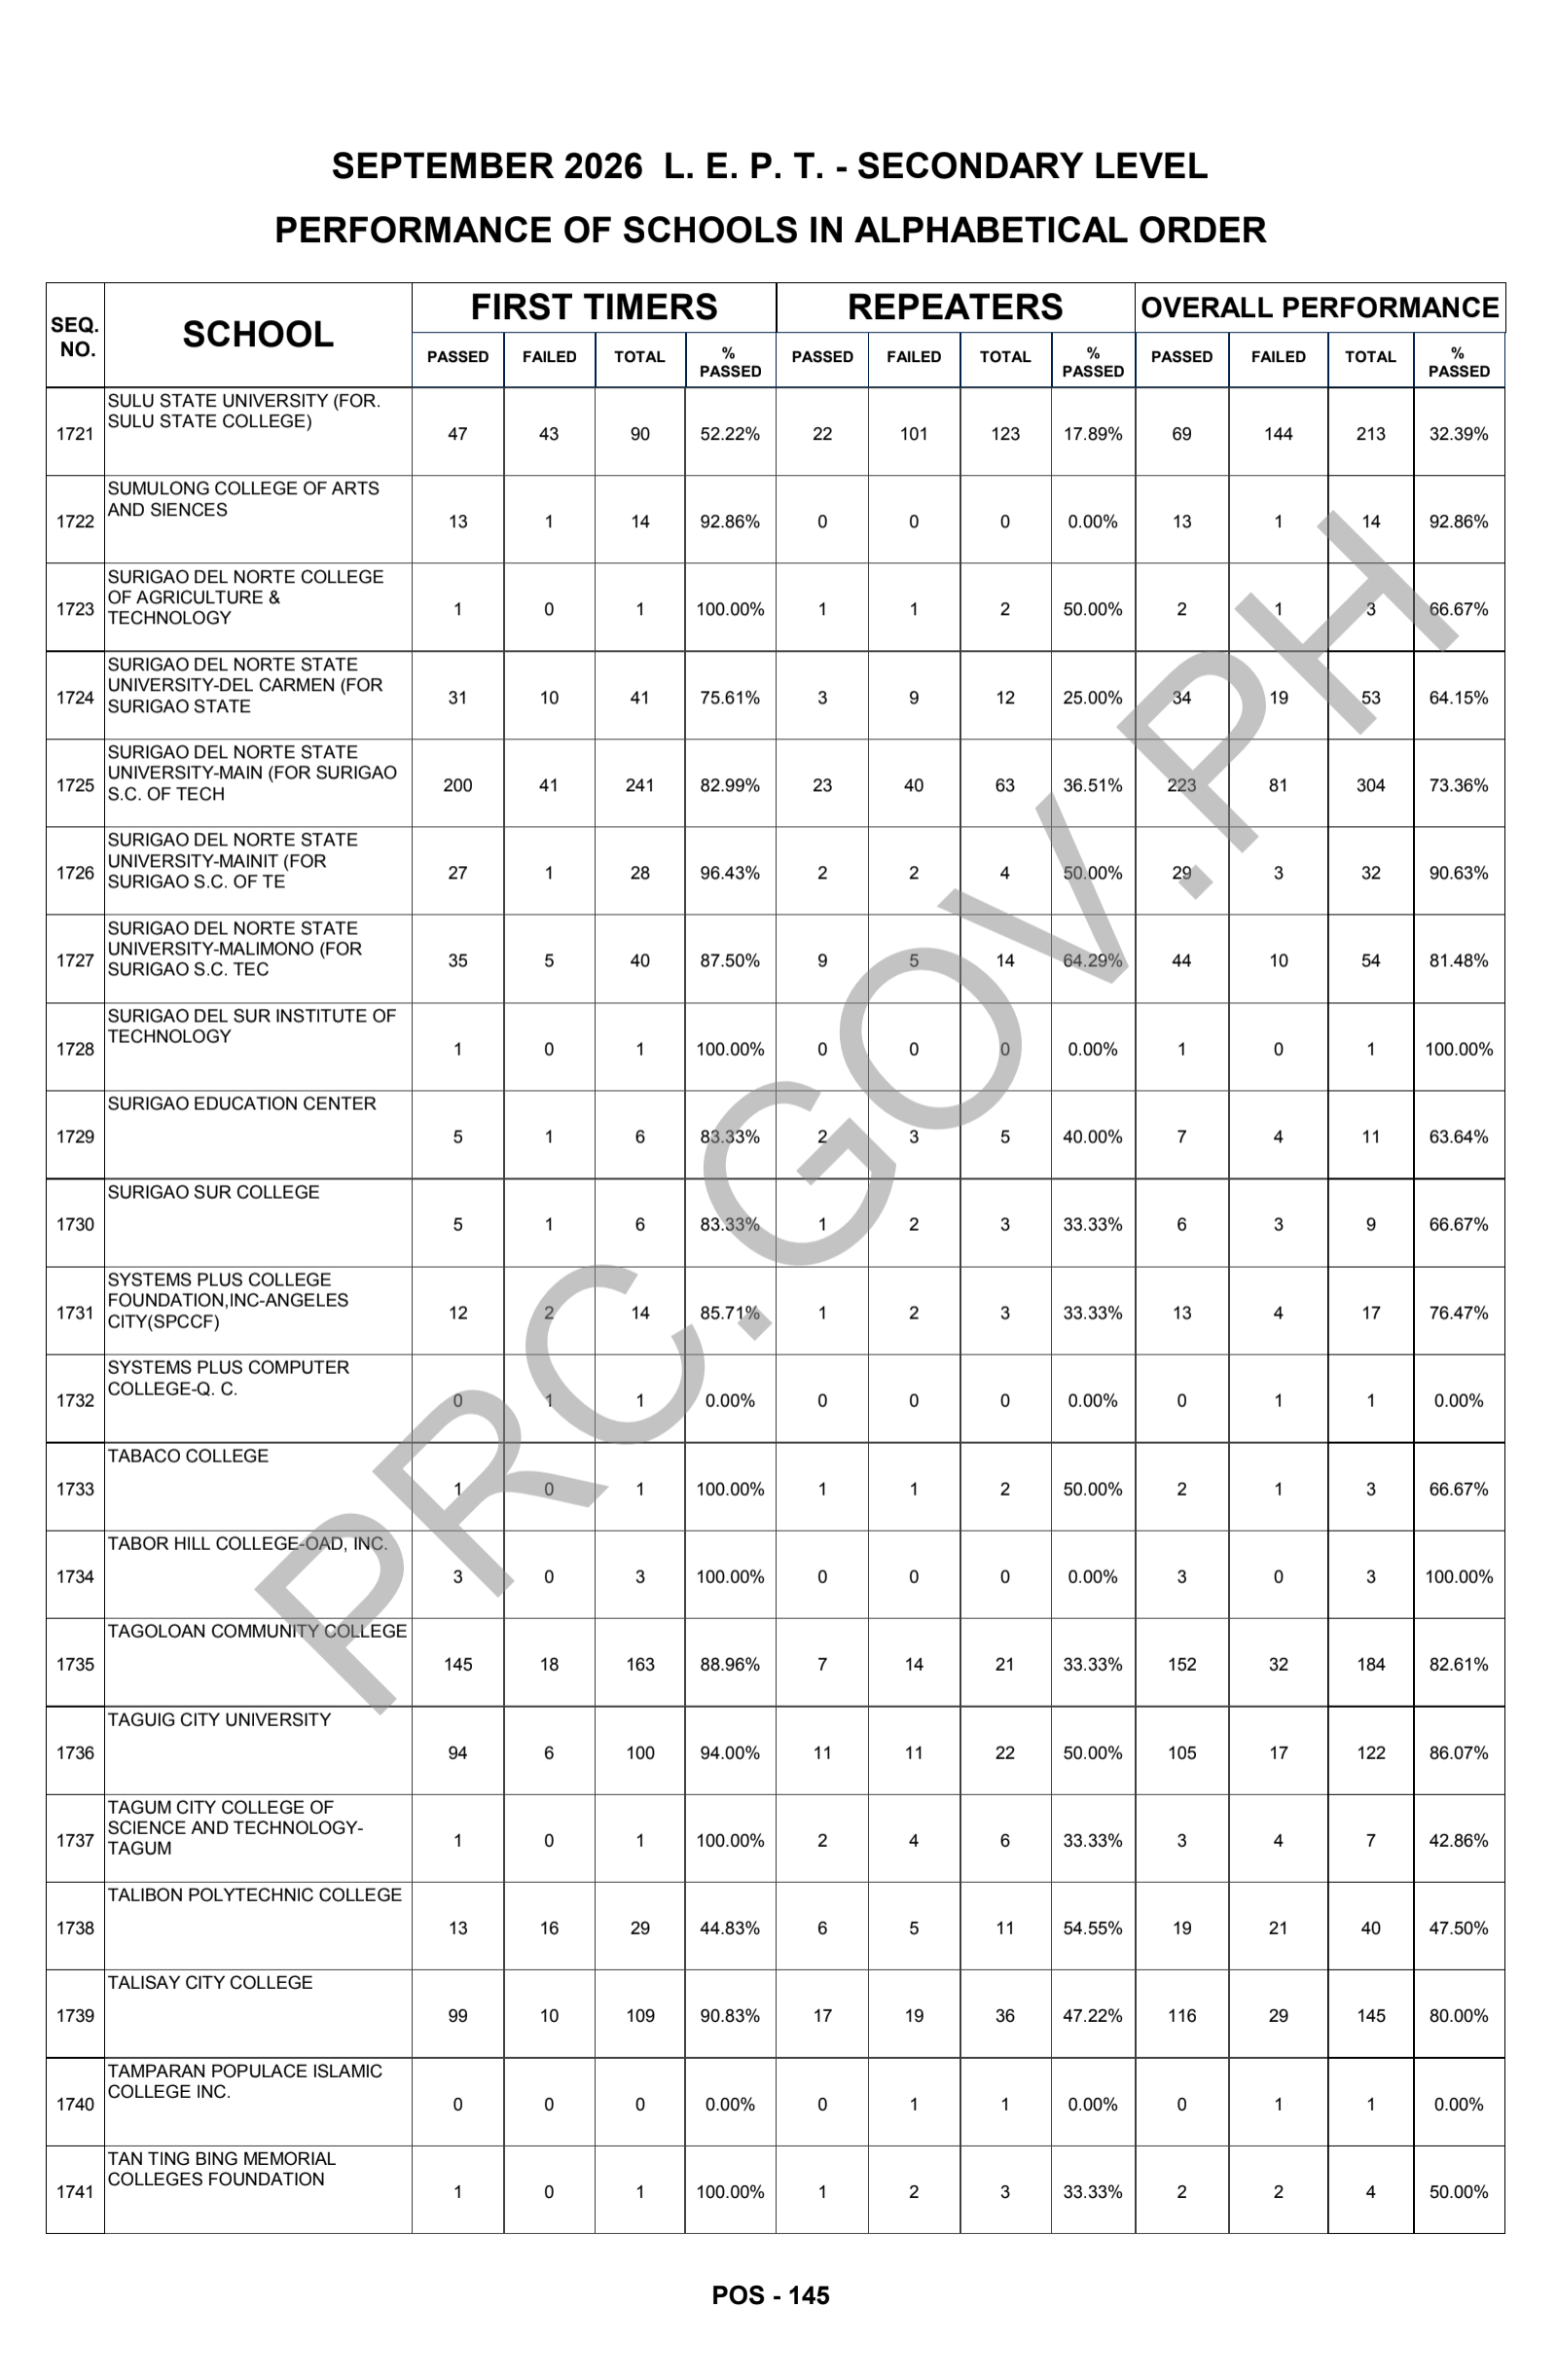 SEPTEMBER 2026 L. E. P. T. - SECONDARY LEVEL
PERFORMANCE OF SCHOOLS IN ALPHABETICAL ORDER
SEQ. NO. SCHOOL FIRST TIMERS REPEATERS OVERALL PERFORMANCE
PASSED FAILED TOTAL % PASSED PASSED FAILED TOTAL % PASSED PASSED FAILED TOTAL % PASSED
SULU STATE UNIVERSITY (FOR.
SULU STATE COLLEGE)
1721 47 43 90 52.22% 22 101 123 17.89% 69 144 213 32.39%
SUMULONG COLLEGE OF ARTS
AND SIENCES
1722 13 1 14 92.86% 0 0 0 0.00% 13 1 14 92.86%
SURIGAO DEL NORTE COLLEGE
OF AGRICULTURE &
TECHNOLOGY
1723 1 0 1 100.00% 1 1 2 50.00% 2 1 3 66.67%
SURIGAO DEL NORTE STATE
UNIVERSITY-DEL CARMEN (FOR
SURIGAO STATE
1724 31 10 41 75.61% 3 9 12 25.00% 34 19 53 64.15%
SURIGAO DEL NORTE STATE
UNIVERSITY-MAIN (FOR SURIGAO
S.C. OF TECH
1725 200 41 241 82.99% 23 40 63 36.51% 223 81 304 73.36%
SURIGAO DEL NORTE STATE
UNIVERSITY-MAINIT (FOR
SURIGAO S.C. OF TE
1726 27 1 28 96.43% 2 2 4 50.00% 29 3 32 90.63%
SURIGAO DEL NORTE STATE
UNIVERSITY-MALIMONO (FOR
SURIGAO S.C. TEC
1727 35 5 40 87.50% 9 5 14 64.29% 44 10 54 81.48%
SURIGAO DEL SUR INSTITUTE OF
TECHNOLOGY
1728 1 0 1 100.00% 0 0 0 0.00% 1 0 1 100.00%
SURIGAO EDUCATION CENTER
1729 5 1 6 83.33% 2 3 5 40.00% 7 4 11 63.64%
SURIGAO SUR COLLEGE
1730 5 1 6 83.33% 1 2 3 33.33% 6 3 9 66.67%
SYSTEMS PLUS COLLEGE
FOUNDATION,INC-ANGELES
CITY(SPCCF)
1731 12 2 14 85.71% 1 2 3 33.33% 13 4 17 76.47%
SYSTEMS PLUS COMPUTER
COLLEGE-Q. C.
1732 0 1 1 0.00% 0 0 0 0.00% 0 1 1 0.00%
TABACO COLLEGE
1733 1 0 1 100.00% 1 1 2 50.00% 2 1 3 66.67%
TABOR HILL COLLEGE-OAD, INC.
1734 3 0 3 100.00% 0 0 0 0.00% 3 0 3 100.00%
TAGOLOAN COMMUNITY COLLEGE
1735 145 18 163 88.96% 7 14 21 33.33% 152 32 184 82.61%
TAGUIG CITY UNIVERSITY
1736 94 6 100 94.00% 11 11 22 50.00% 105 17 122 86.07%
TAGUM CITY COLLEGE OF
SCIENCE AND TECHNOLOGY-
TAGUM
1737 1 0 1 100.00% 2 4 6 33.33% 3 4 7 42.86%
TALIBON POLYTECHNIC COLLEGE
1738 13 16 29 44.83% 6 5 11 54.55% 19 21 40 47.50%
TALISAY CITY COLLEGE
1739 99 10 109 90.83% 17 19 36 47.22% 116 29 145 80.00%
TAMPARAN POPULACE ISLAMIC
COLLEGE INC.
1740 0 0 0 0.00% 0 1 1 0.00% 0 1 1 0.00%
TAN TING BING MEMORIAL
COLLEGES FOUNDATION
1741 1 0 1 100.00% 1 2 3 33.33% 2 2 4 50.00%
PRC.GOV.PH
POS - 145